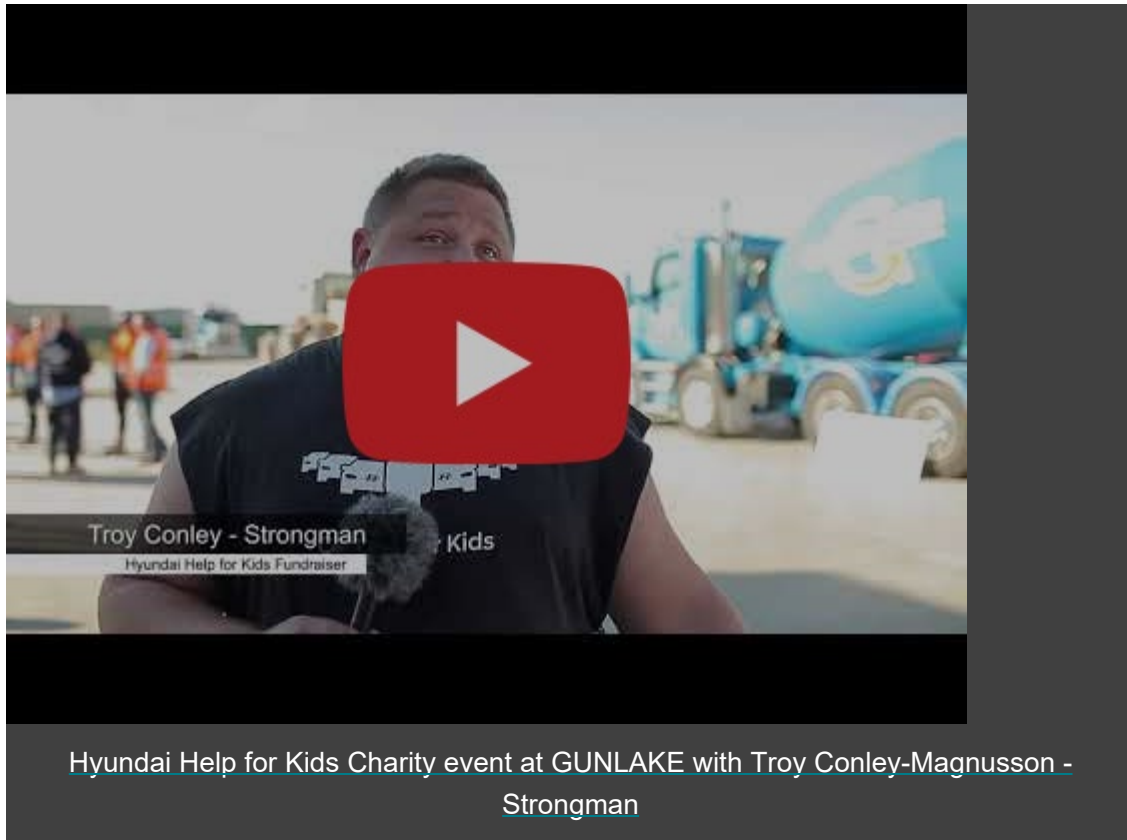 Troy Conley - Strongman
Kids
Hyundai Help for Kids Fundraiser
Hyundai Help for Kids Charity event at GUNLAKE with Troy Conley-Magnusson -
Strongman